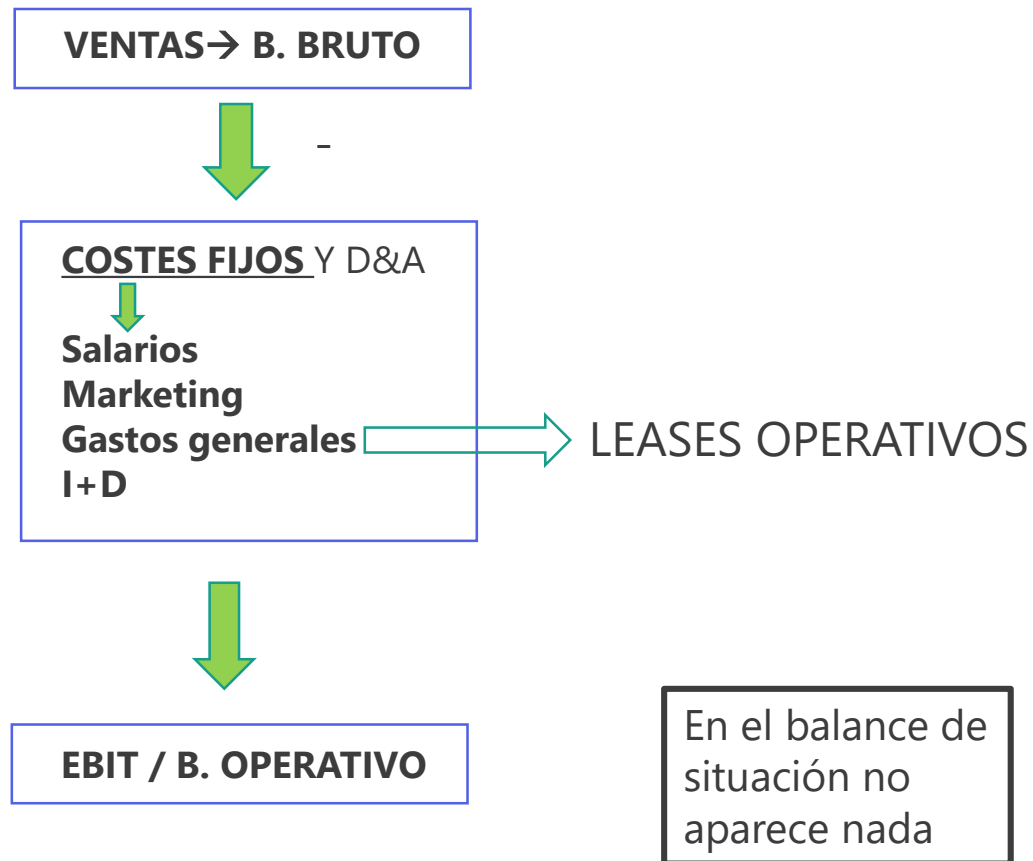 VENTAS→ B. BRUTO
-
COSTES FIJOS Y D&A
Salarios
Marketing
Gastos generales
LEASES OPERATIVOS
I+D
EBIT / B. OPERATIVO
En el balance de
situación no
aparece nada